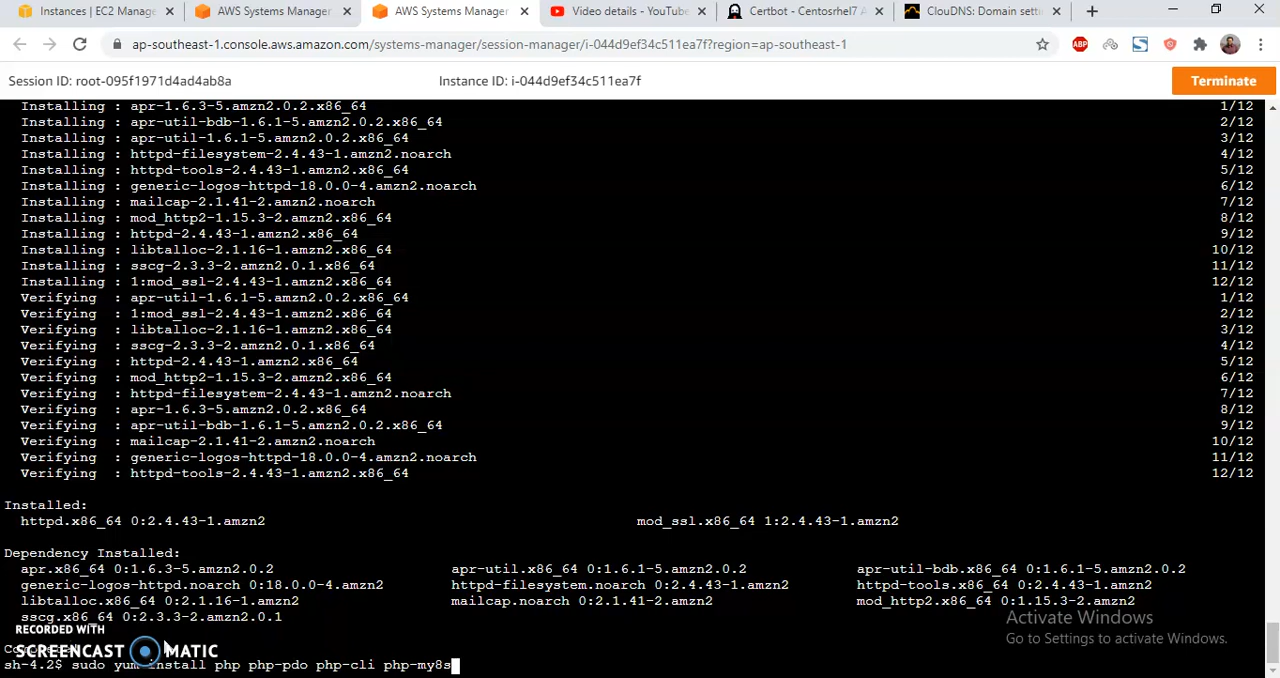 Instances | EC2 Manage
AWS Systems Manager
AWS Systems Manager
Video details - YouTube
Certbot - Centosrhel7 A
ClouDNS: Domain setti
ap-southeast-1.console.aws.amazon.com/systems-manager/session-manager/i-044d9ef34c511ea7f?region=ap-southeast-1
ABP
Session ID: root-095f1971d4ad4ab8a
Instance ID: i-044d9ef34c511ea7f
Terminate
Installing : apr-1.6.3-5.amzn2.0.2.x86_64 1/12
Installing : apr-util-bdb-1.6.1-5.amzn2.0.2.x86_64 2/12
Installing : apr-util-1.6.1-5.amzn2.0.2.x86_64 3/12
Installing : httpd-filesystem-2.4.43-1.amzn2.noarch 4/12
Installing : httpd-tools-2.4.43-1.amzn2.x86_64 5/12
Installing : generic-logos-httpd-18.0.0-4.amzn2.noarch 6/12
Installing : mailcap-2.1.41-2.amzn2.noarch 7/12
Installing : mod_http2-1.15.3-2.amzn2.x86_64 8/12
Installing : httpd-2.4.43-1.amzn2.x86_64 9/12
Installing : libtalloc-2.1.16-1.amzn2.x86_64 10/12
Installing : sscg-2.3.3-2.amzn2.0.1.x86_64 11/12
Installing : 1:mod_ssl-2.4.43-1.amzn2.x86_64 12/12
Verifying : apr-util-1.6.1-5.amzn2.0.2.x86_64 1/12
Verifying : 1:mod_ssl-2.4.43-1.amzn2.x86_64 2/12
Verifying : libtalloc-2.1.16-1.amzn2.x86_64 3/12
Verifying : sscg-2.3.3-2.amzn2.0.1.x86_64 4/12
Verifying : httpd-2.4.43-1.amzn2.x86_64 5/12
Verifying : mod_http2-1.15.3-2.amzn2.x86_64 6/12
Verifying : httpd-filesystem-2.4.43-1.amzn2.noarch 7/12
Verifying : apr-1.6.3-5.amzn2.0.2.x86_64 8/12
Verifying : apr-util-bdb-1.6.1-5.amzn2.0.2.x86_64 9/12
Verifying : mailcap-2.1.41-2.amzn2.noarch 10/12
Verifying : generic-logos-httpd-18.0.0-4.amzn2.noarch 11/12
Verifying : httpd-tools-2.4.43-1.amzn2.x86_64 12/12
Installed:
httpd.x86_64 0:2.4.43-1.amzn2 mod_ssl.x86_64 1:2.4.43-1.amzn2
Dependency Installed:
apr.x86_64 0:1.6.3-5.amzn2.0.2 apr-util.x86_64 0:1.6.1-5.amzn2.0.2 apr-util-bdb.x86_64 0:1.6.1-5.amzn2.0.2
generic-logos-httpd.noarch 0:18.0.0-4.amzn2 httpd-filesystem.noarch 0:2.4.43-1.amzn2 httpd-tools.x86_64 0:2.4.43-1.amzn2
libtalloc.x86_64 0:2.1.16-1.amzn2 mailcap.noarch 0:2.1.41-2.amzn2 mod_http2.x86_64 0:1.15.3-2.amzn2
sscg.x86_64 0:2.3.3-2.amzn2.0.1
Activate Windows
Go to Settings to activate Windows.
RECORDED WITH
SCREENCAST MATIC
sh-4.2$ sudo yum install php php-pdo php-cli php-my8s